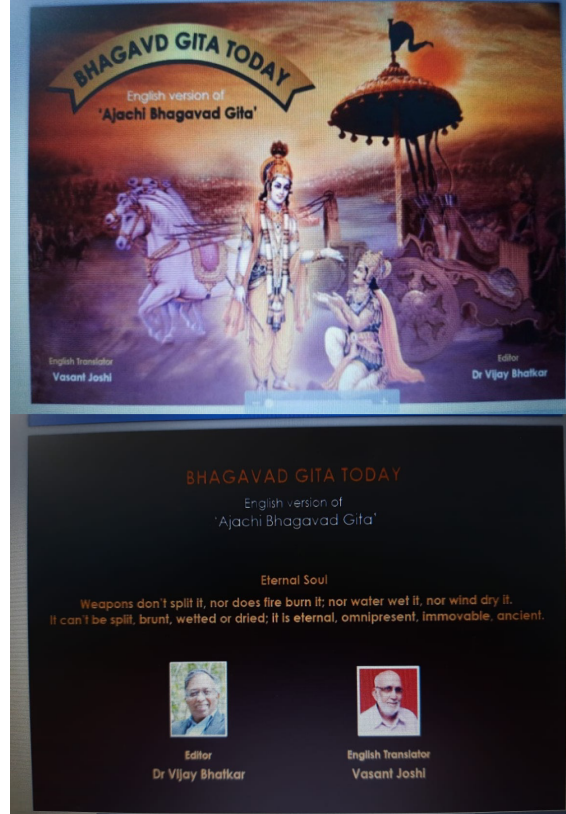 BHAGAVD GITA TODAY
English version of
'Ajachi Bhagavad Gita'
English Translator
Vasant Joshi
Editor
Dr Vijay Bhatkar
BHAGAVAD GITA TODAY
English version of
'Ajachi Bhagavad Gita'
Eternal Soul
Weapons don't split it, nor does fire burn it; nor water wet it, nor wind dry it.
It can't be split, brunt, wetted or dried; it is eternal, omnipresent, immovable, ancient.
Editor
Dr Vijay Bhatkar
English Translator
Vasant Joshi